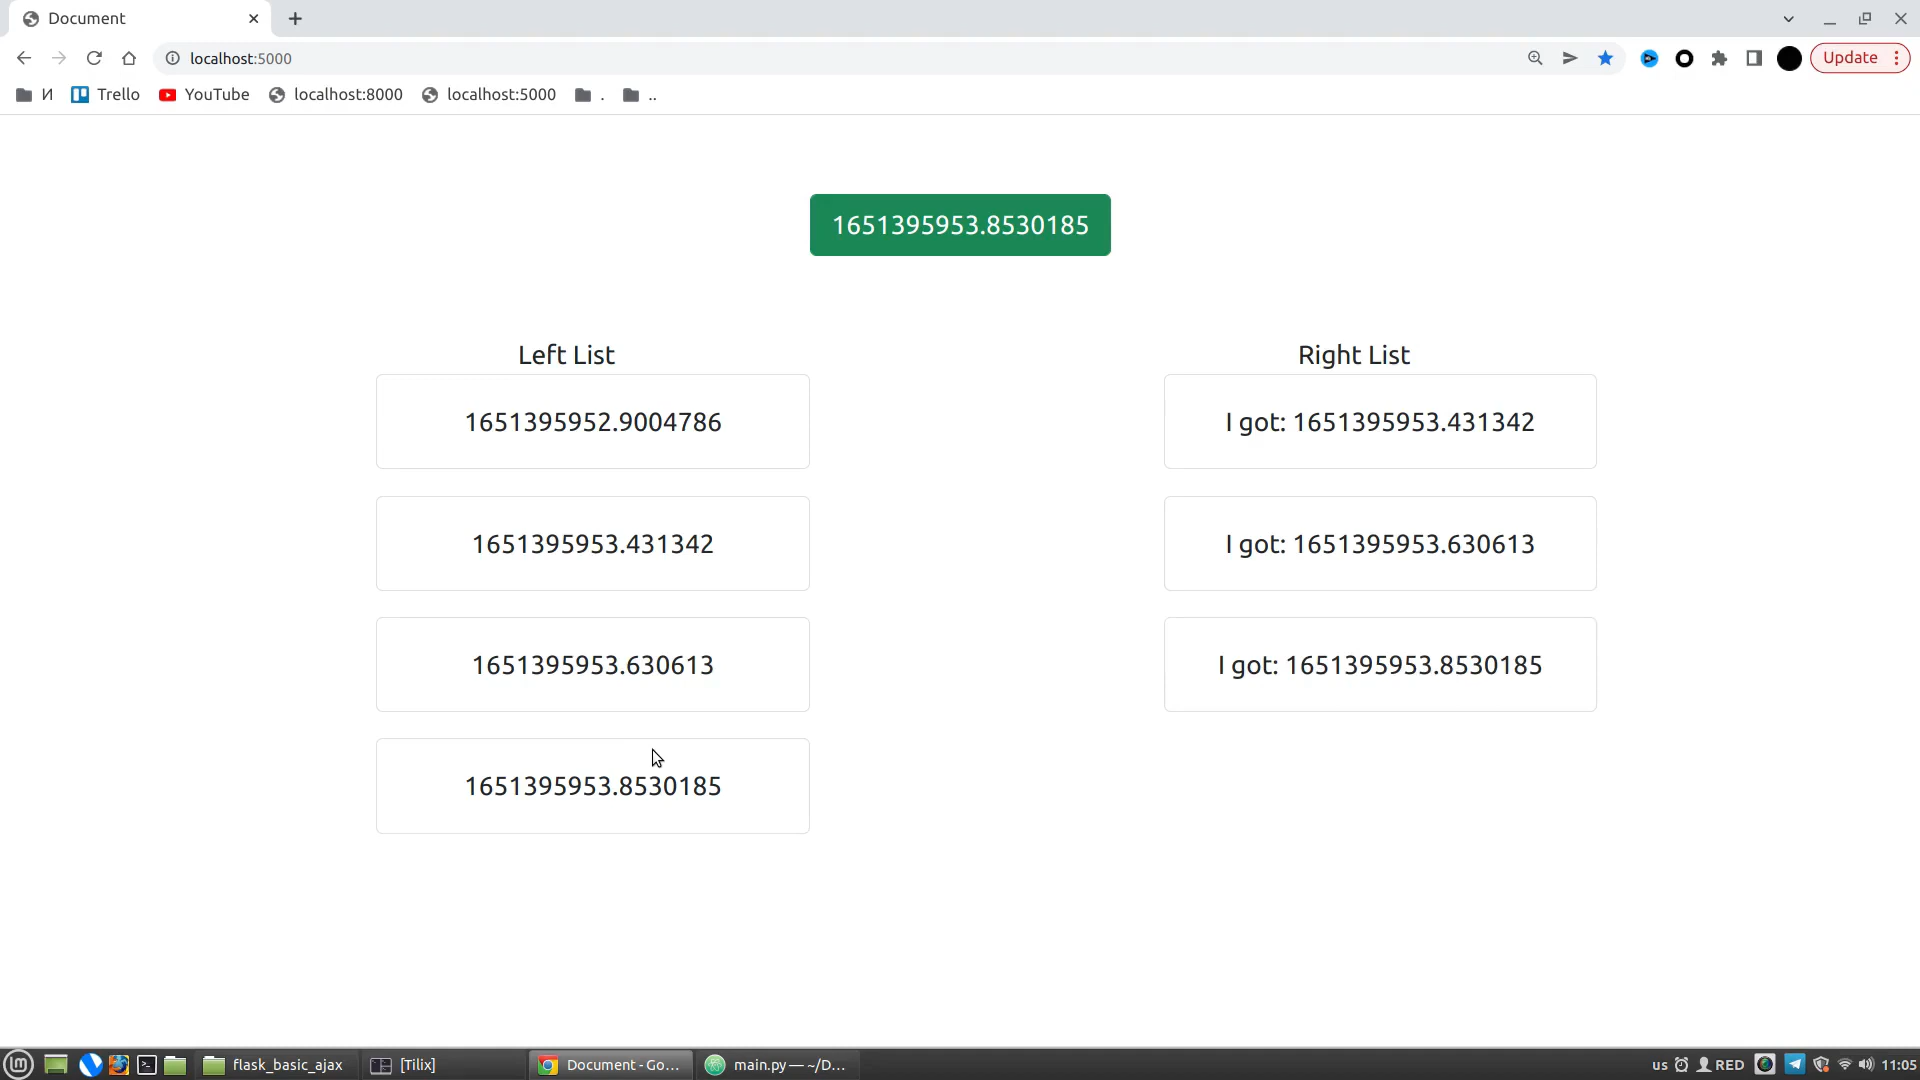 Document
localhost:5000
Update
И
Trello
YouTube
localhost:8000
localhost:5000
.
..
1651395953.8530185
Left List
Right List
1651395952.9004786
I got: 1651395953.431342
1651395953.431342
I got: 1651395953.630613
1651395953.630613
I got: 1651395953.8530185
1651395953.8530185
flask_basic_ajax
[Tilix]
Document - Go...
main.py — ~/D...
us
RED
11:05